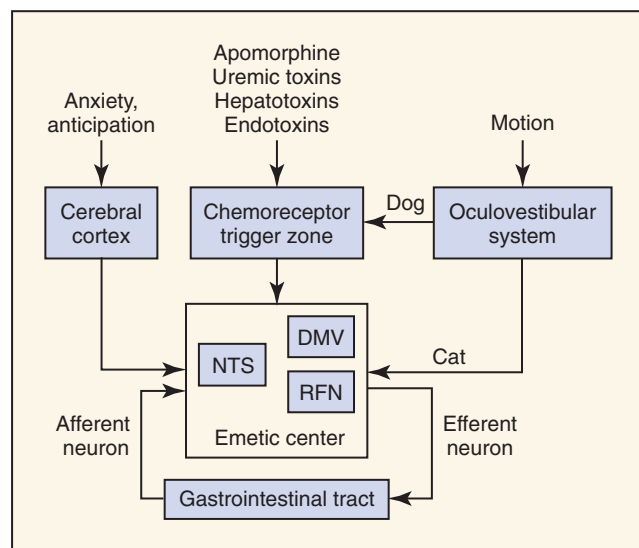 Apomorphine
Uremic toxins
Hepatotoxins
Endotoxins
Anxiety,
anticipation
Motion
Cerebral
cortex
Chemoreceptor
trigger zone
Dog
Oculovestibular
system
NTS
DMV
RFN
Emetic center
Cat
Afferent
neuron
Efferent
neuron
Gastrointestinal tract